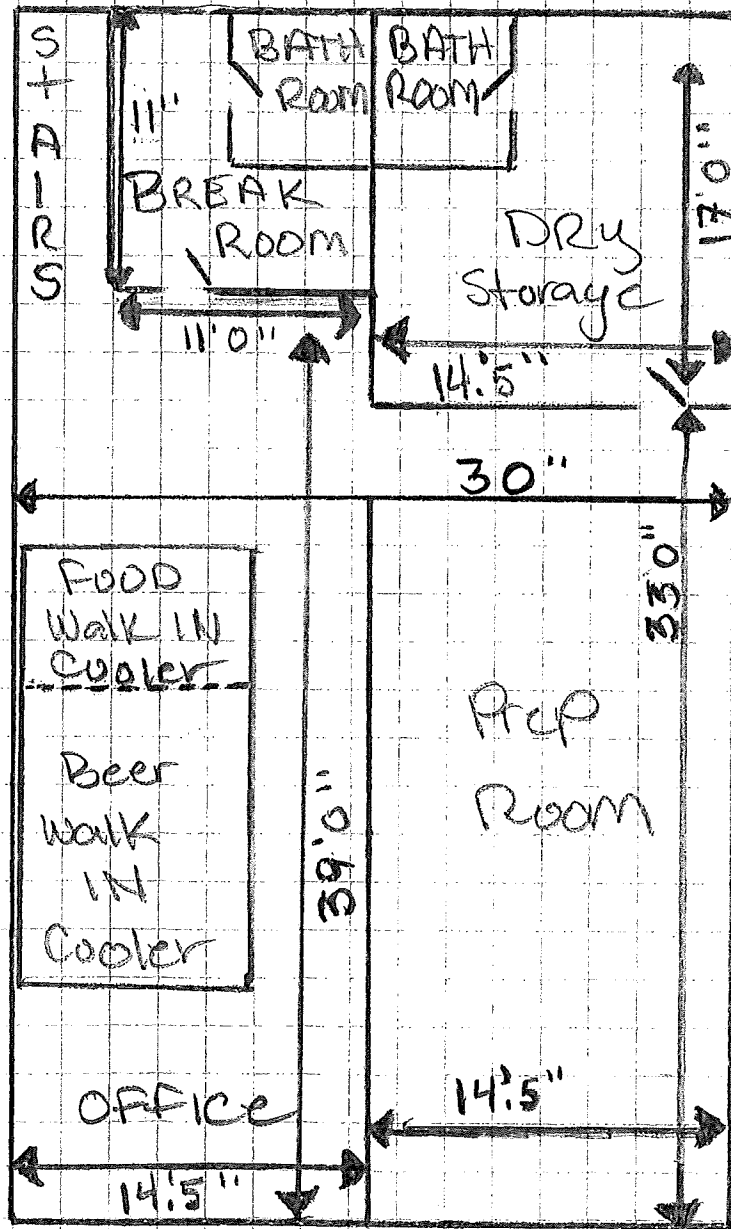 STAIRS
11"
BATH
Room
BATH
Room
BREAK
ROOM
11'0"
DRy
Storage
17'0"
14'.5"
30"
FOOD
Walk IN
Cooler
Beer
Walk
IN
Cooler
39'0"
Prep
Room
33'0"
OFFICe
14'.5"
14'.5"